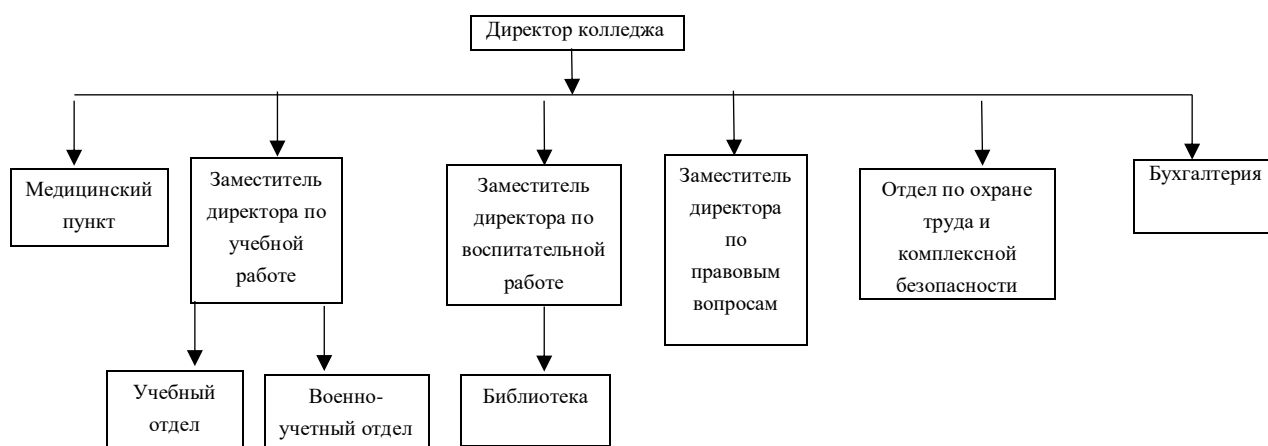 Директор колледжа
Медицинский
пункт
Заместитель
директора по
учебной
работе
Заместитель
директора по
воспитательной
работе
Заместитель
директора
по
правовым
вопросам
Отдел по охране
труда и
комплексной
безопасности
Бухгалтерия
Учебный
отдел
Военно-
учетный отдел
Библиотека